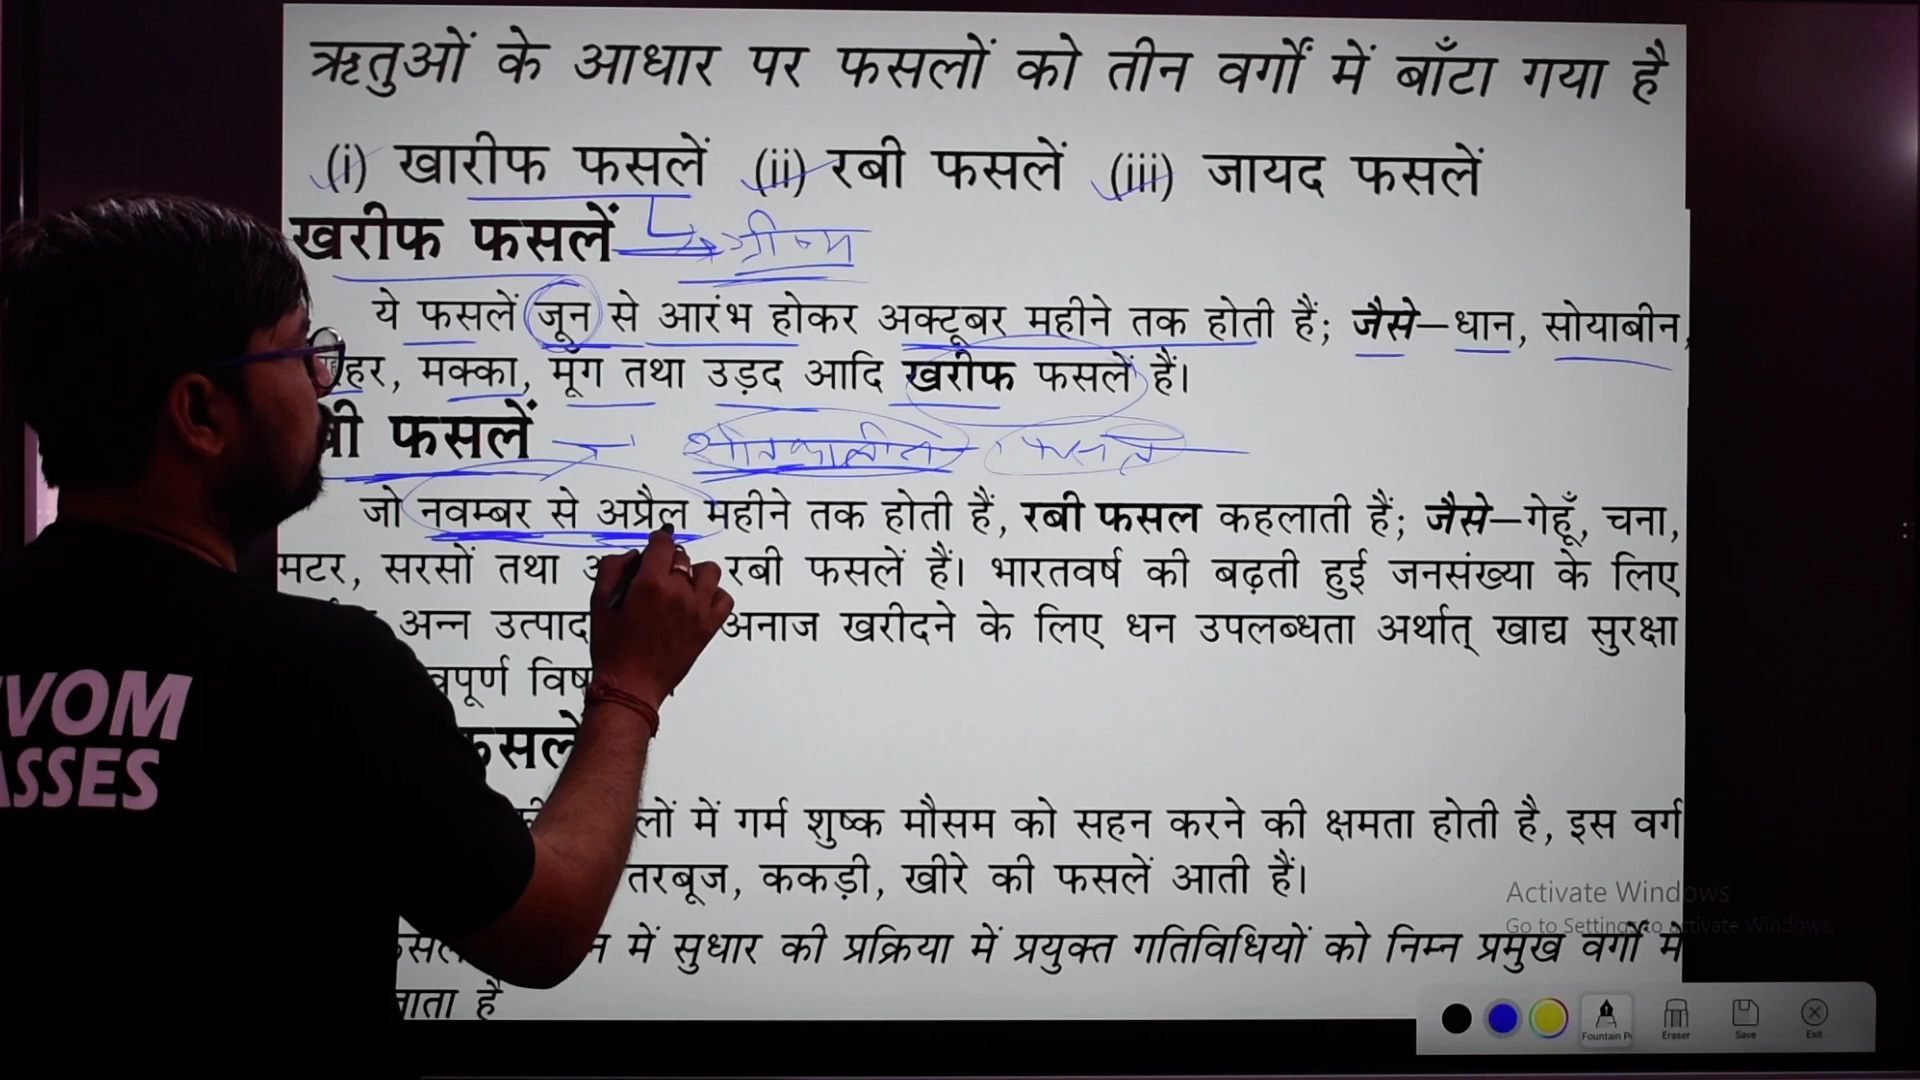 ऋतुओं के आधार पर फसलों को तीन वर्गों में बाँटा गया है
(i) खारीफ फसलें (ii) रबी फसलें (iii) जायद फसलें
खरीफ फसलें ग्रीष्म
ये फसलें जून से आरंभ होकर अक्टूबर महीने तक होती हैं; जैसे—धान, सोयाबीन,
मक्का, मूँग तथा उड़द आदि खरीफ फसलें हैं।
फसलें शीतकालीन फसल
जो नवम्बर से अप्रैल महीने तक होती हैं, रबी फसल कहलाती हैं; जैसे—गेहूँ, चना,
मटर, सरसों तथा रबी फसलें हैं। भारतवर्ष की बढ़ती हुई जनसंख्या के लिए
अन्न अनाज खरीदने के लिए धन उपलब्धता अर्थात् खाद्य सुरक्षा
में गर्म शुष्क मौसम को सहन करने की क्षमता होती है, इस वर्ग
तरबूज, ककड़ी, खीरे की फसलें आती हैं।
में सुधार की प्रक्रिया में प्रयुक्त गतिविधियों को निम्न प्रमुख वर्गों में
है
VOM
ASSES
Activate Windows
Go to Settings to activate Windows.
Fountain Eraser Save Exit